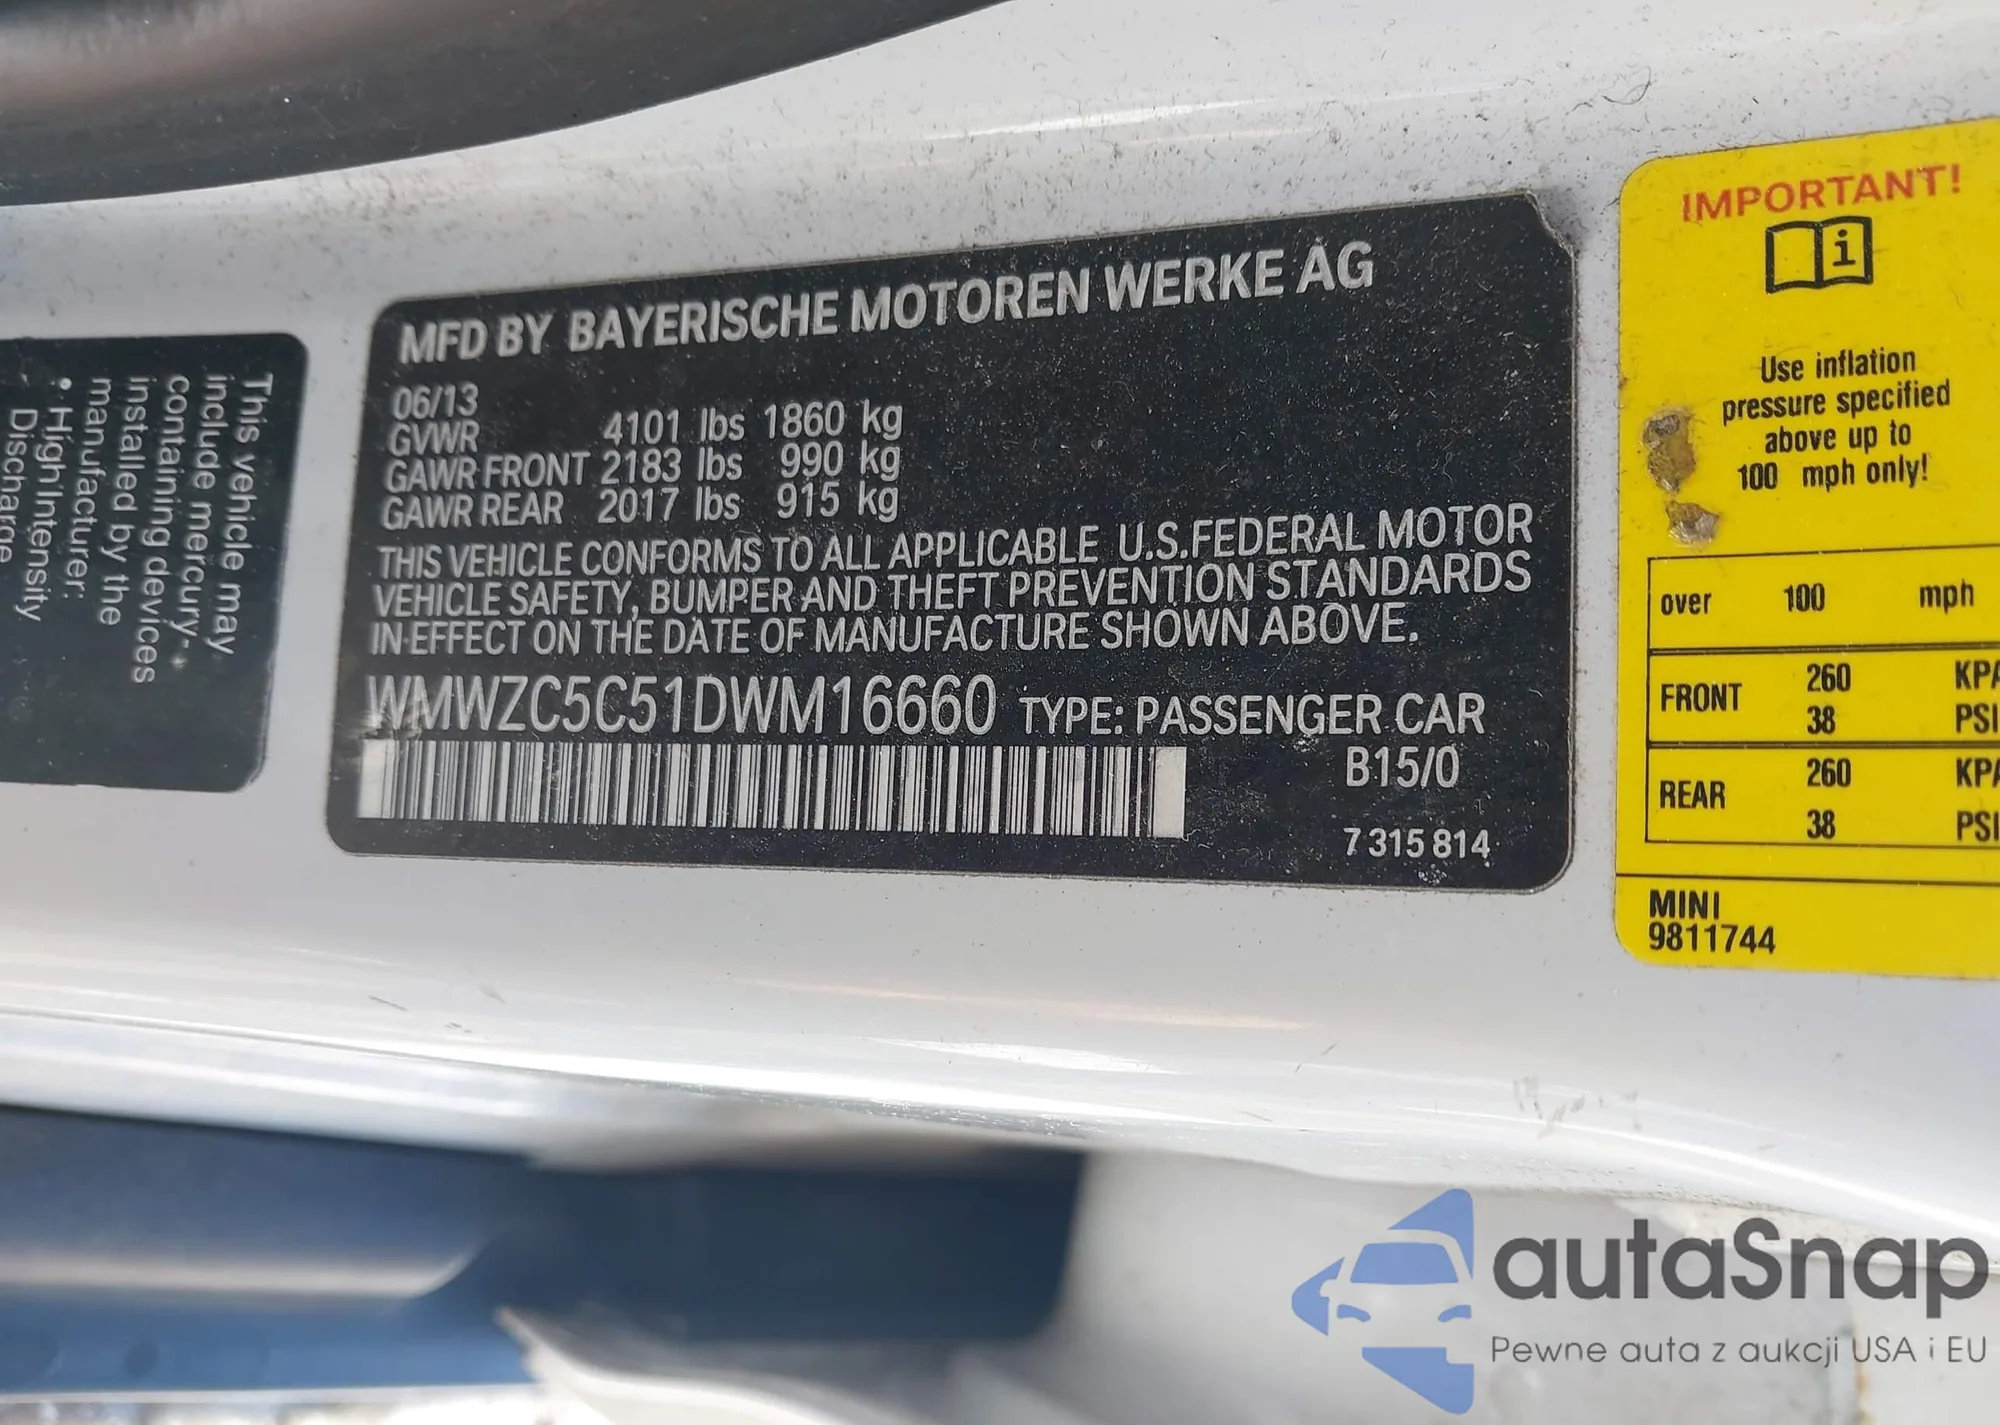 This vehicle may
include mercury-
containing devices
installed by the
manufacturer:
• High Intensity
- Discharge
MFD BY BAYERISCHE MOTOREN WERKE AG
06/13
GVWR 4101 lbs 1860 kg
GAWR FRONT 2183 lbs 990 kg
GAWR REAR 2017 lbs 915 kg
THIS VEHICLE CONFORMS TO ALL APPLICABLE U.S.FEDERAL MOTOR
VEHICLE SAFETY, BUMPER AND THEFT PREVENTION STANDARDS
IN EFFECT ON THE DATE OF MANUFACTURE SHOWN ABOVE.
WMWZC5C51DWM16660 TYPE: PASSENGER CAR
B15/0
7 315 814
IMPORTANT!
i
Use inflation
pressure specified
above up to
100 mph only!
over 100 mph
FRONT 260 KPA
38 PSI
REAR 260 KPA
38 PSI
MINI
9811744
autaSnap
Pewne auta z aukcji USA i EU